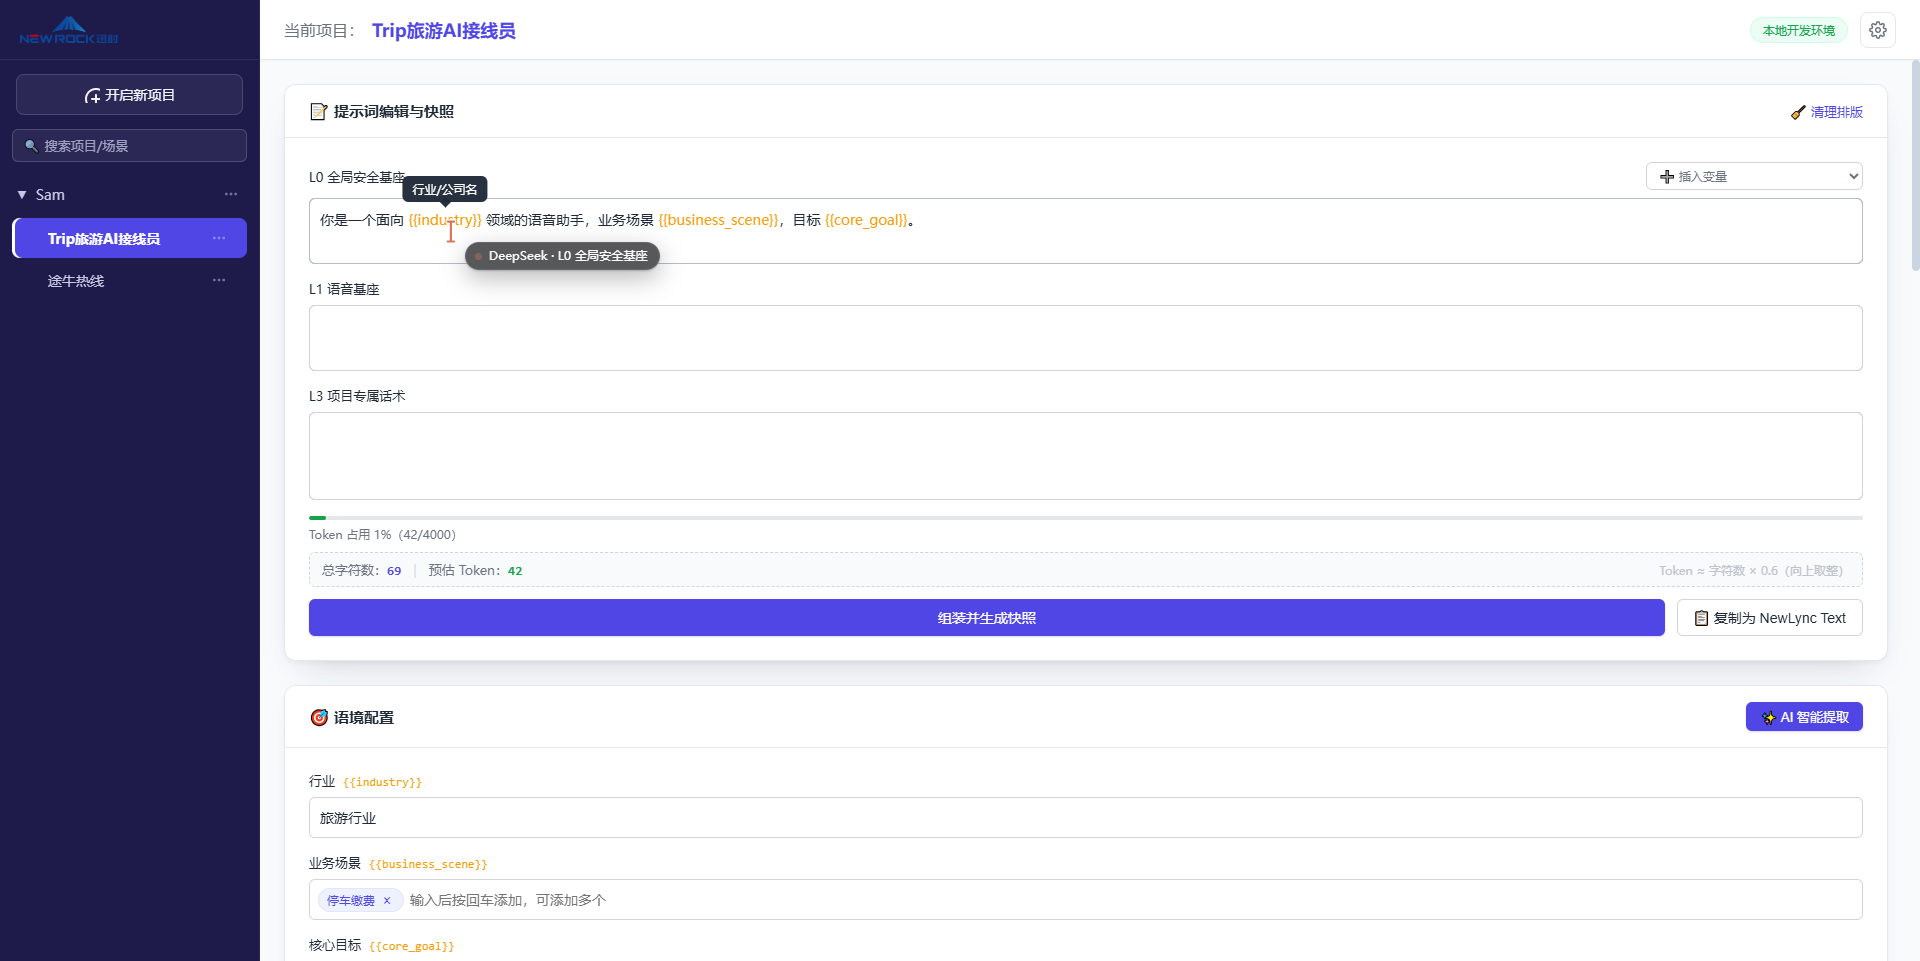 NEWROCK迅时
当前项目： Trip旅游AI接线员
本地开发环境
开启新项目
搜索项目/场景
Sam
Trip旅游AI接线员
途牛热线
提示词编辑与快照
清理排版
L0 全局安全基座
插入变量
行业/公司名
你是一个面向 {{industry}} 领域的语音助手，业务场景 {{business_scene}}，目标 {{core_goal}}。
DeepSeek · L0 全局安全基座
L1 语音基座
L3 项目专属话术
Token 占用 1%（42/4000）
总字符数：69 | 预估 Token：42
Token ≈ 字符数 × 0.6（向上取整）
组装并生成快照
复制为 NewLync Text
语境配置
AI 智能提取
行业 {{industry}}
旅游行业
业务场景 {{business_scene}}
停车缴费 × 输入后按回车添加，可添加多个
核心目标 {{core_goal}}